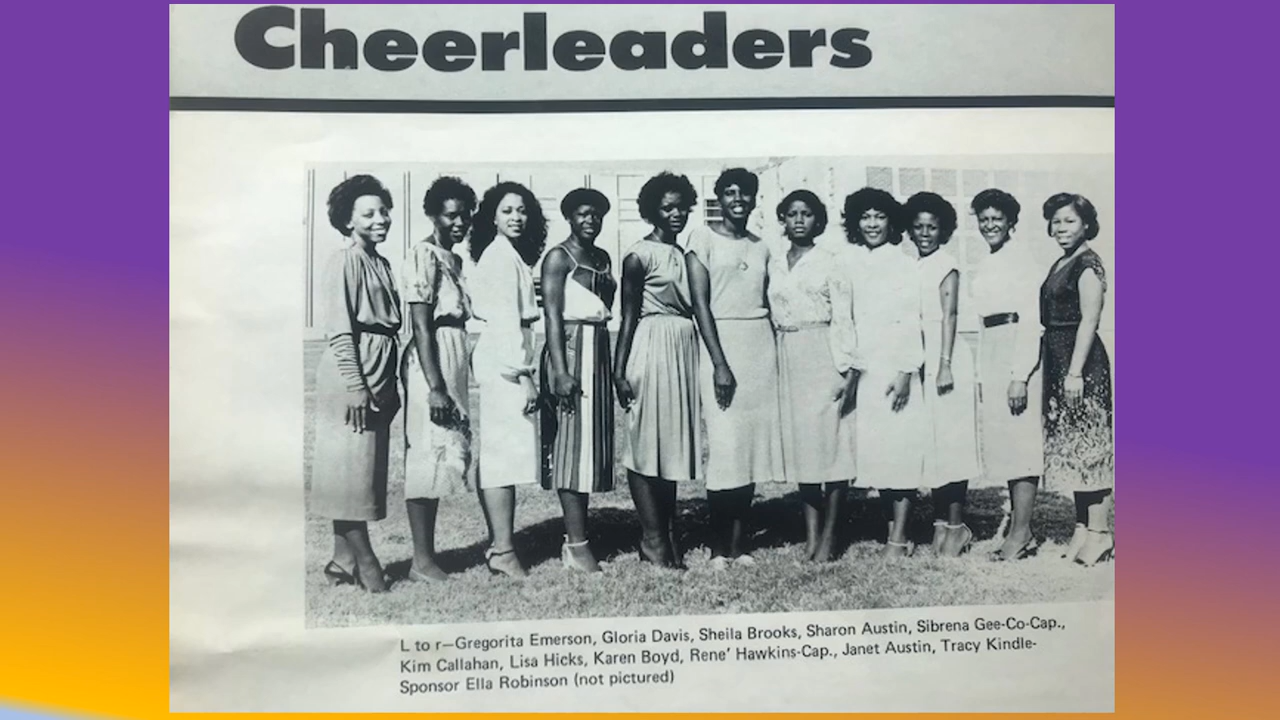 Cheerleaders
L to r—Gregorita Emerson, Gloria Davis, Sheila Brooks, Sharon Austin, Sibrena Gee-Co-Cap.,
Kim Callahan, Lisa Hicks, Karen Boyd, Rene' Hawkins-Cap., Janet Austin, Tracy Kindle-
Sponsor Ella Robinson (not pictured)